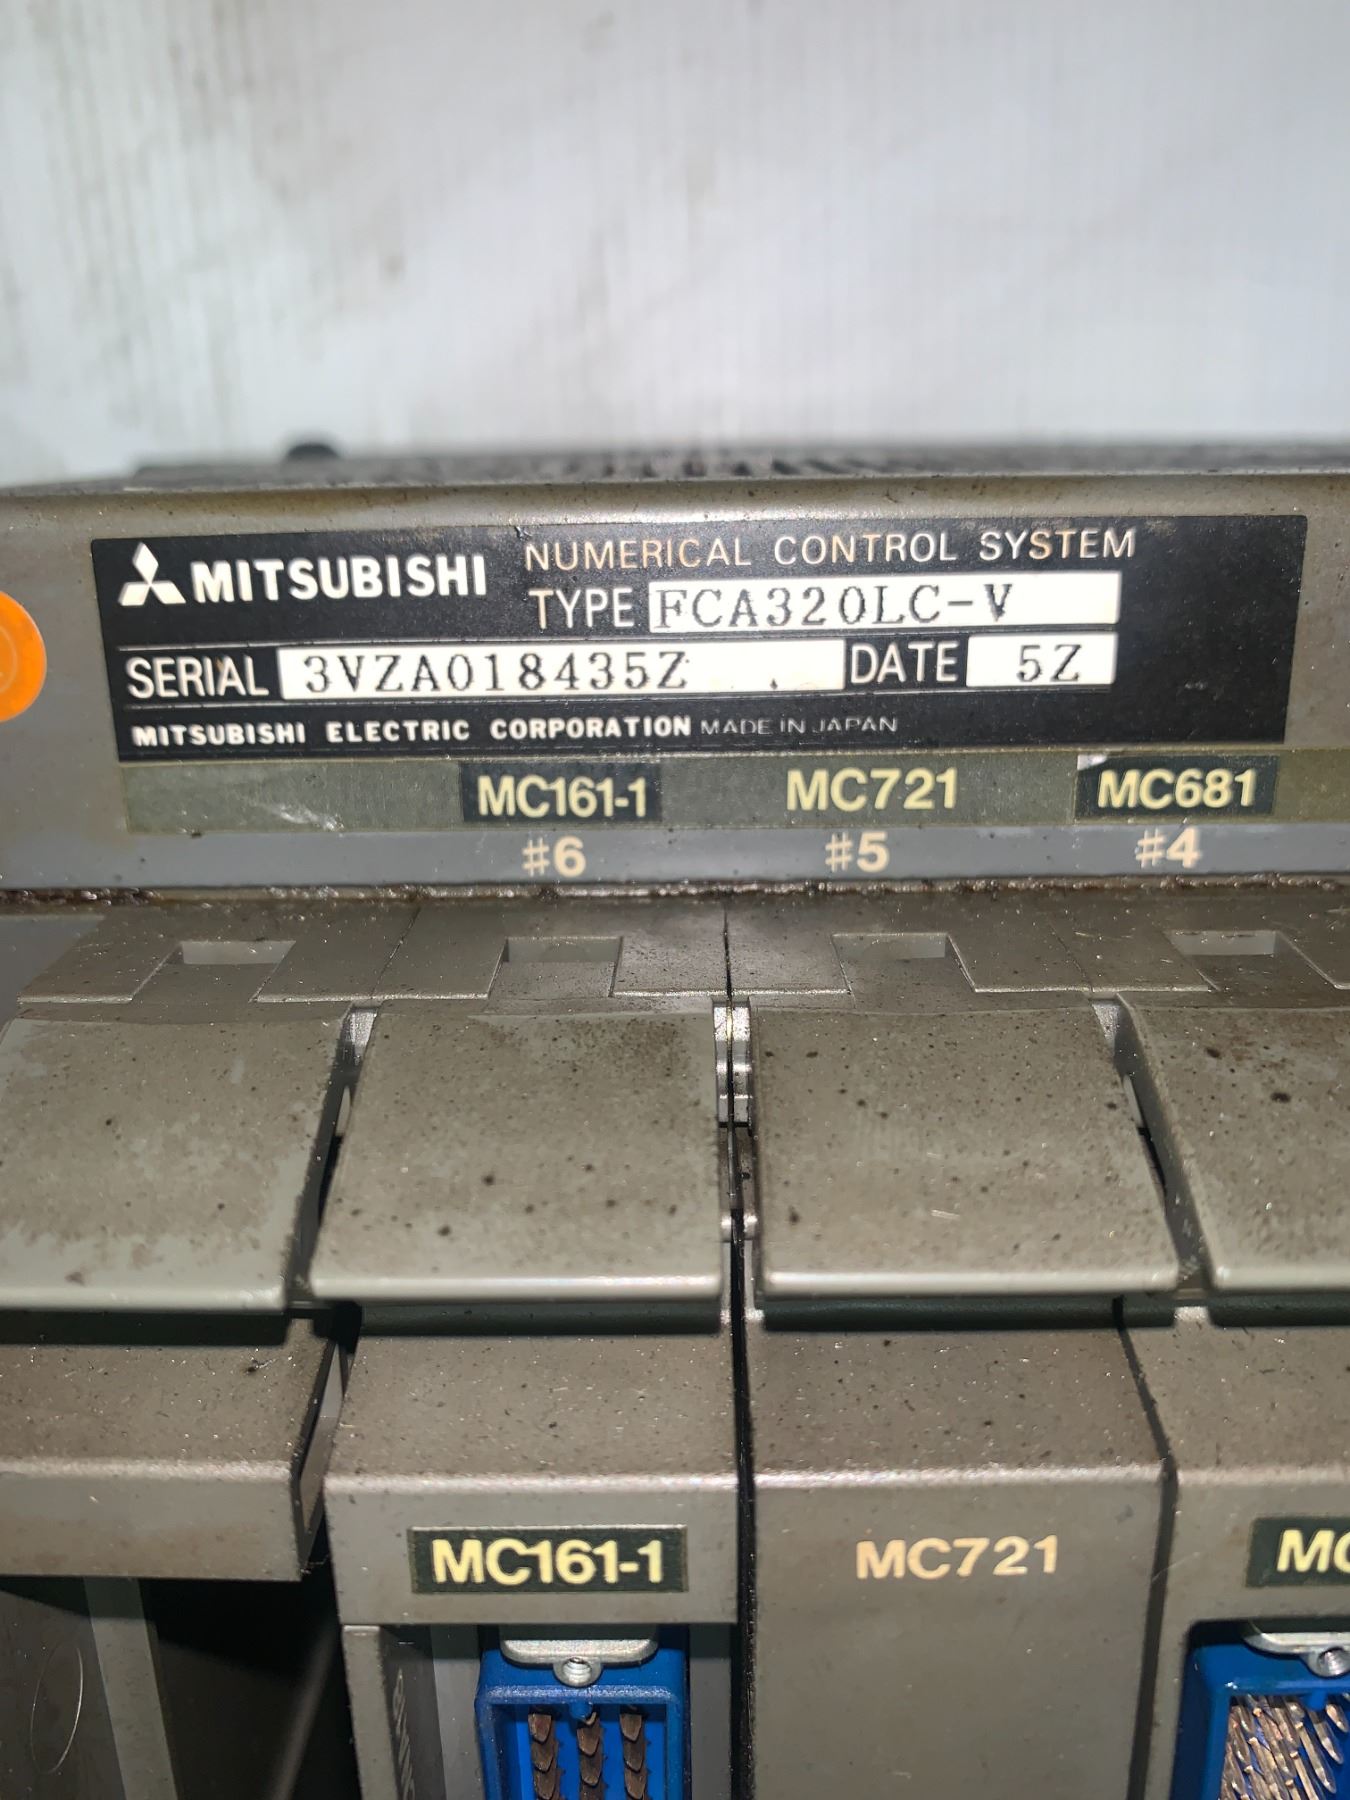 MITSUBISHI NUMERICAL CONTROL SYSTEM
TYPE FCA320LC-V
SERIAL 3VZA018435Z DATE 5Z
MITSUBISHI ELECTRIC CORPORATION MADE IN JAPAN
MC161-1 MC721 MC681
#6 #5 #4
MC161-1 MC721 MC